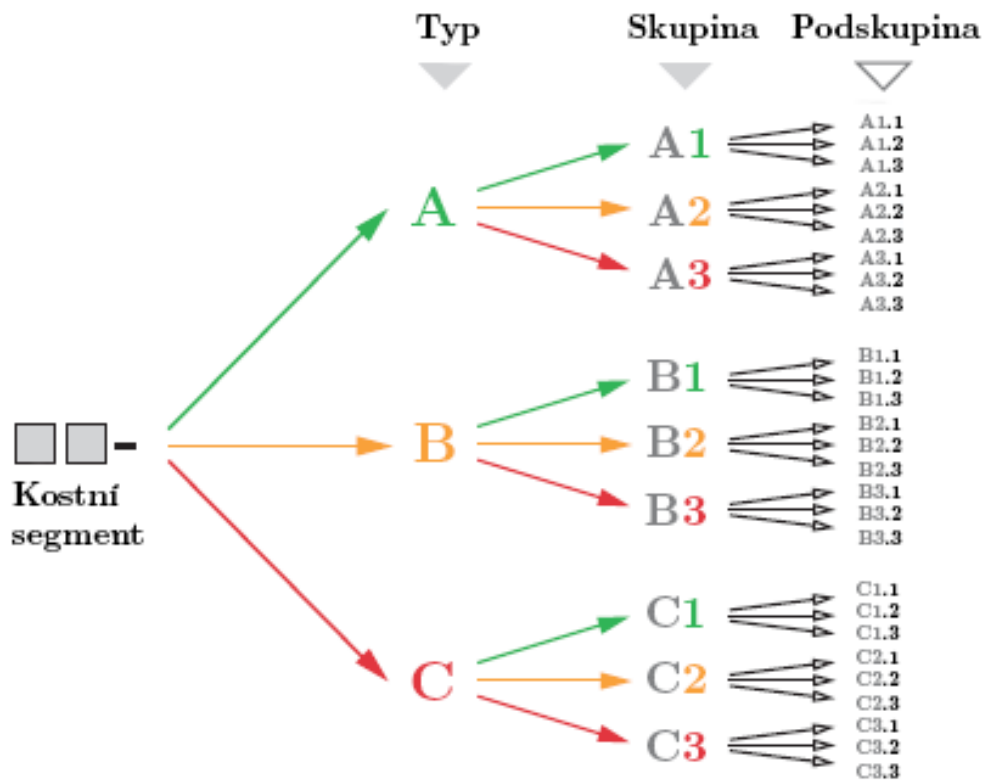 Typ Skupina Podskupina
A
A1
A1.1
A1.2
A1.3
A2
A2.1
A2.2
A2.3
A3
A3.1
A3.2
A3.3
Kostní
segment
B
B1
B1.1
B1.2
B1.3
B2
B2.1
B2.2
B2.3
B3
B3.1
B3.2
B3.3
C
C1
C1.1
C1.2
C1.3
C2
C2.1
C2.2
C2.3
C3
C3.1
C3.2
C3.3